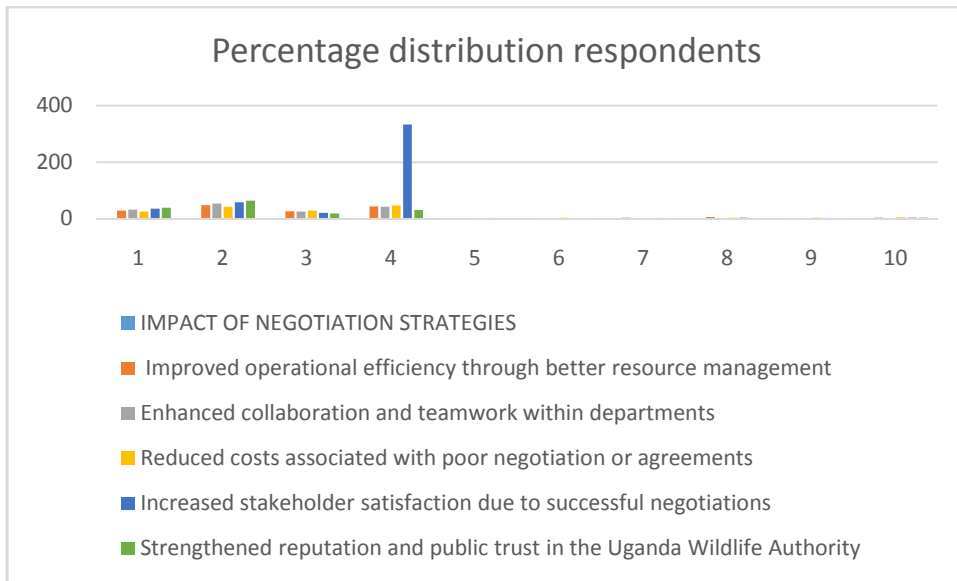 Percentage distribution respondents
400
200
0
1 2 3 4 5 6 7 8 9 10
IMPACT OF NEGOTIATION STRATEGIES
Improved operational efficiency through better resource management
Enhanced collaboration and teamwork within departments
Reduced costs associated with poor negotiation or agreements
Increased stakeholder satisfaction due to successful negotiations
Strengthened reputation and public trust in the Uganda Wildlife Authority